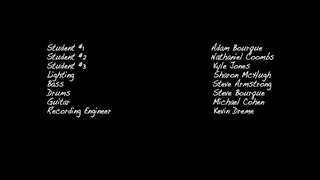 Student #1 Adam Bourque
Student #2 Nathaniel Coombs
Student #3 Kyle Jones
Lighting Sharon McHugh
Bass Steve Armstrong
Drums Steve Bourque
Guitar Michael Cohen
Recording Engineer Kevin Dreme